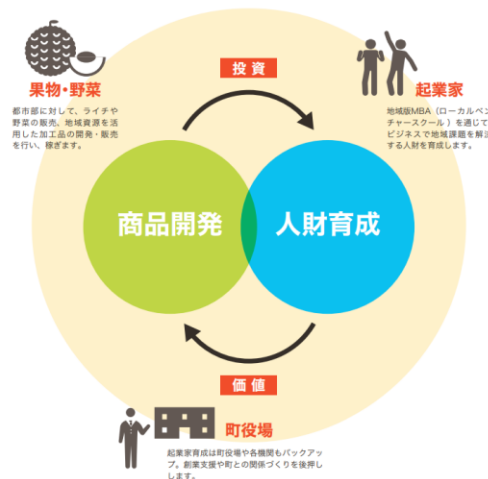 投資
果物・野菜
都市部に対して、ライチや
野菜の販売、地域資源を活
用した加工品の開発・販売
を行い、稼ぎます。
起業家
地域版MBA（ローカルベン
チャースクール）を通じて
ビジネスで地域課題を解決
する人財を育成します。
商品開発
人財育成
価値
町役場
起業家育成は町役場や各機関もバックアッ
プ。創業支援や町との関係づくりを後押し
します。